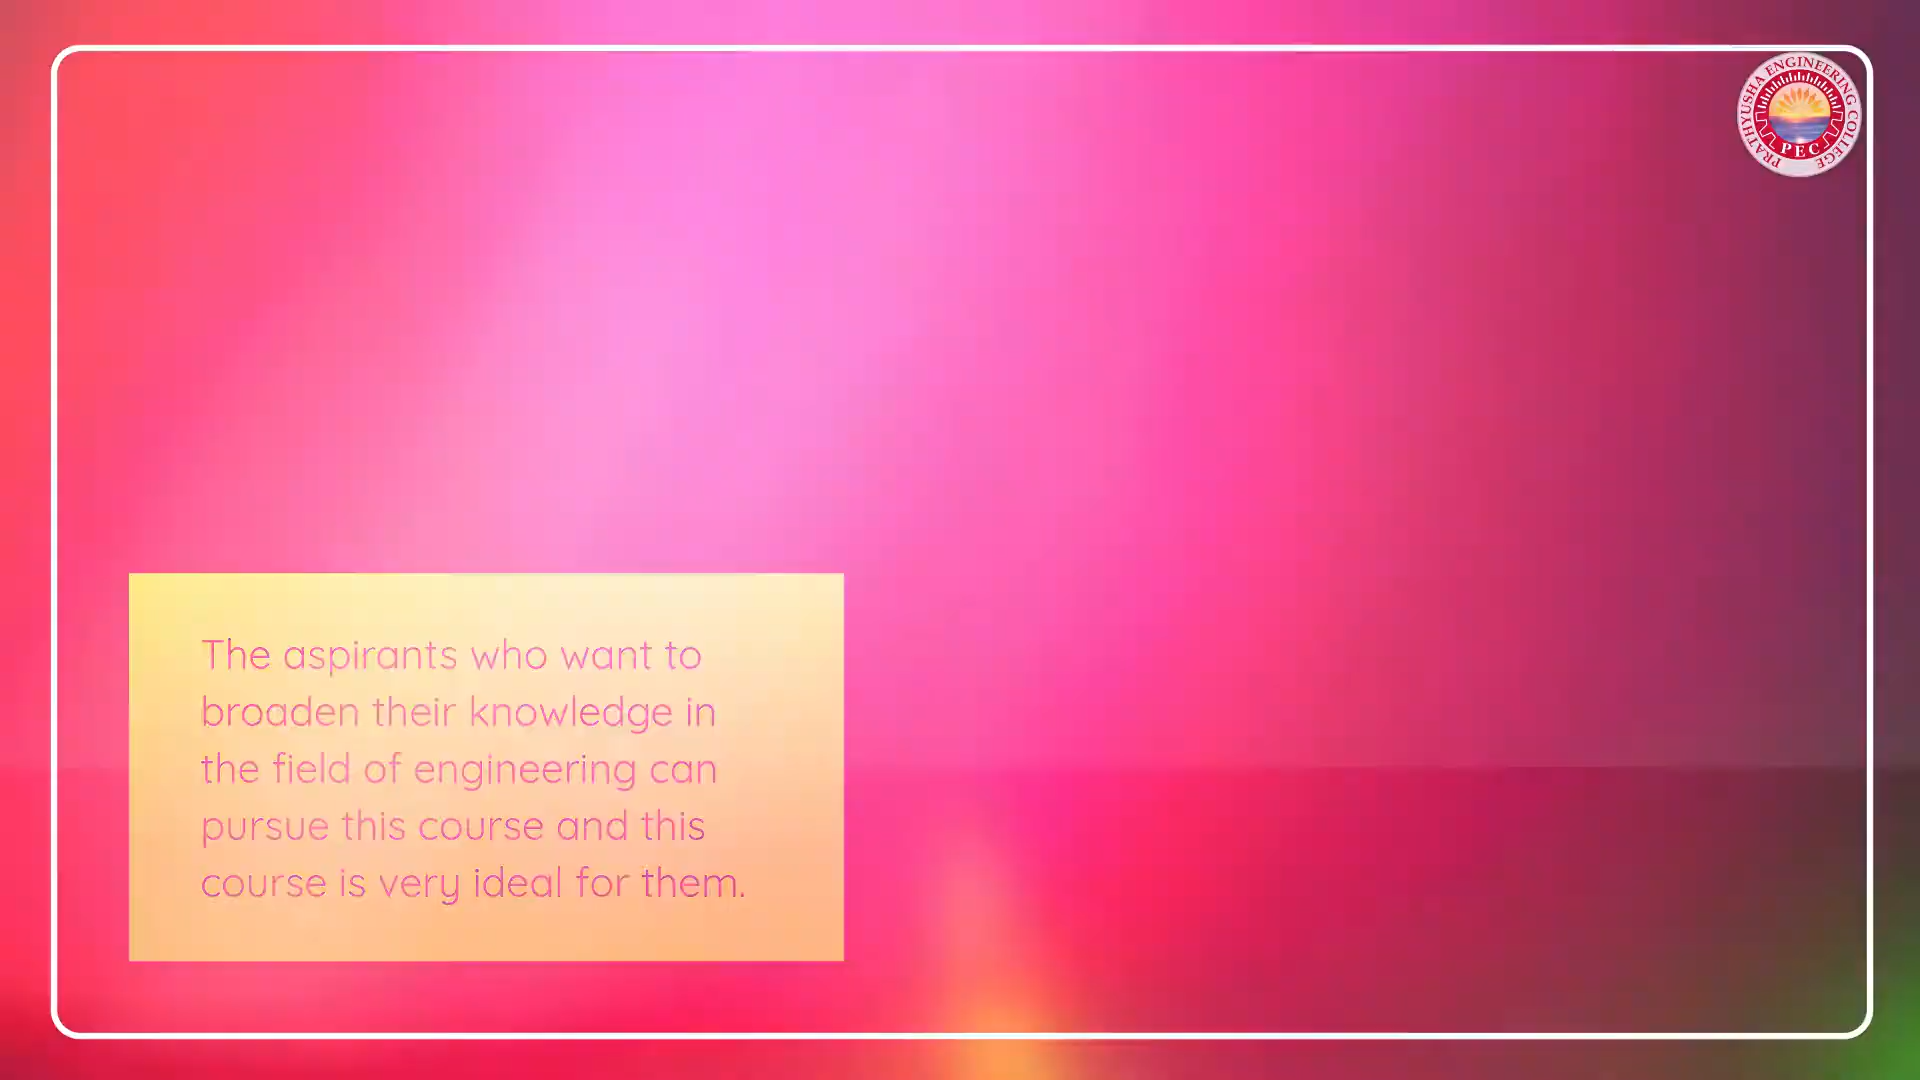 PRATHYUSHA ENGINEERING COLLEGE
PEC
The aspirants who want to
broaden their knowledge in
the field of engineering can
pursue this course and this
course is very ideal for them.